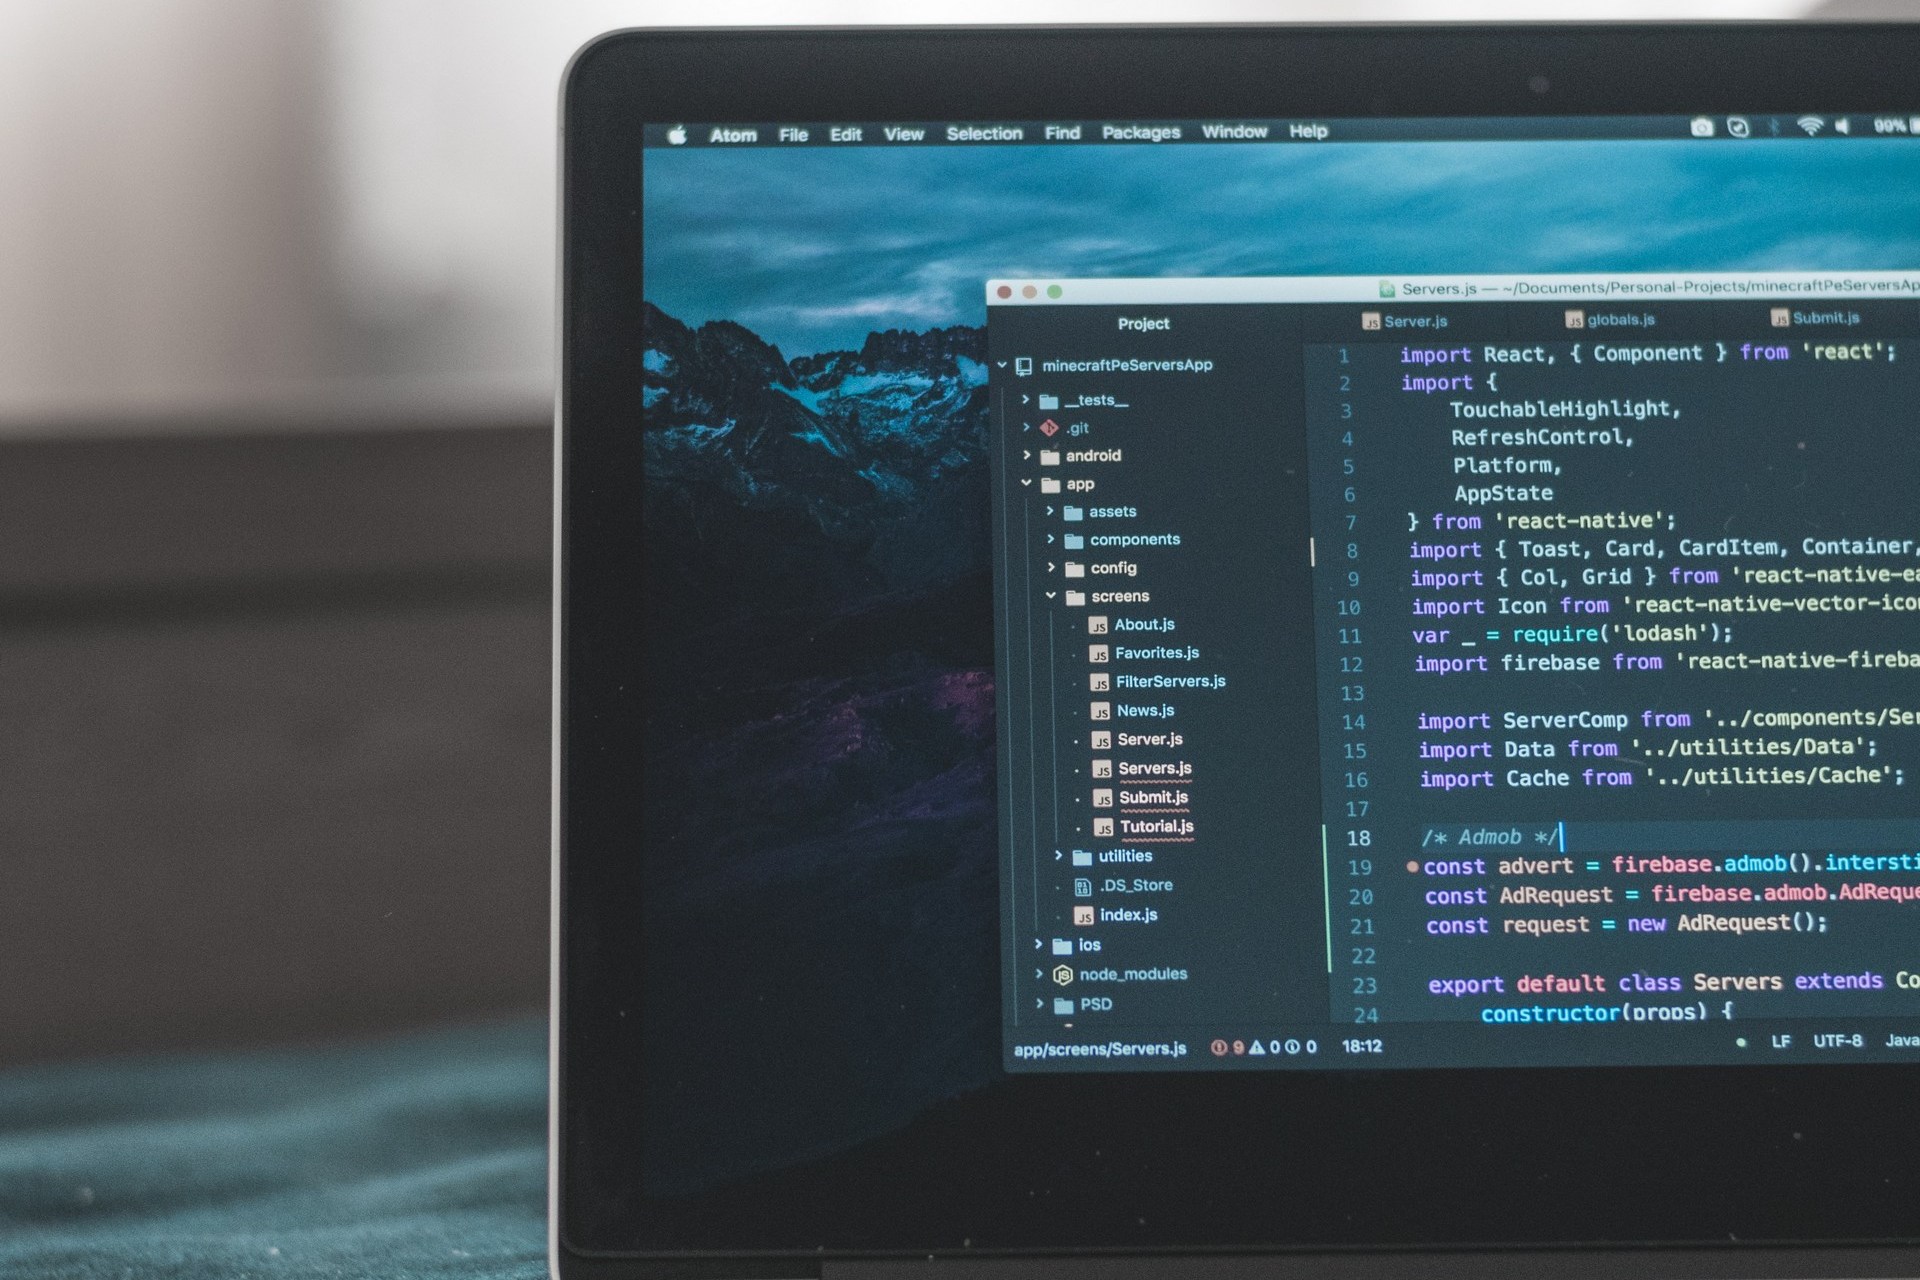 Atom File Edit View Selection Find Packages Window Help 99%
Servers.js — ~/Documents/Personal-Projects/minecraftPeServersAp
Project
Server.js globals.js Submit.js
minecraftPeServersApp
__tests__
.git
android
app
assets
components
config
screens
About.js
Favorites.js
FilterServers.js
News.js
Server.js
Servers.js
Submit.js
Tutorial.js
utilities
.DS_Store
index.js
ios
node_modules
PSD
1 import React, { Component } from 'react';
2 import {
3 TouchableHighlight,
4 RefreshControl,
5 Platform,
6 AppState
7 } from 'react-native';
8 import { Toast, Card, CardItem, Container,
9 import { Col, Grid } from 'react-native-ea
10 import Icon from 'react-native-vector-ico
11 var _ = require('lodash');
12 import firebase from 'react-native-fireba
13
14 import ServerComp from '../components/Ser
15 import Data from '../utilities/Data';
16 import Cache from '../utilities/Cache';
17
18 /* Admob */
19 const advert = firebase.admob().intersti
20 const AdRequest = firebase.admob.AdReque
21 const request = new AdRequest();
22
23 export default class Servers extends Co
24 constructor(props) {
app/screens/Servers.js 9 0 0 18:12 LF UTF-8 Java